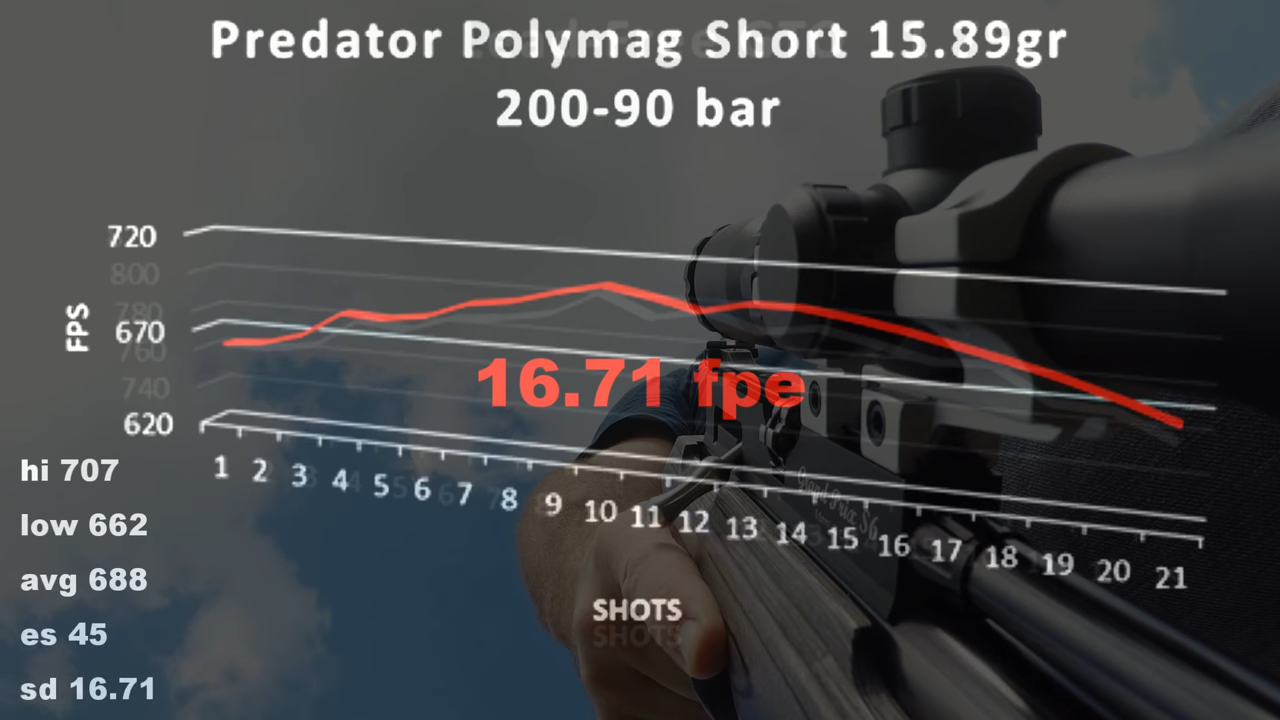 Predator Polymag Short 15.89gr
200-90 bar
720
800
780
FPS
670
760
16.71 fpe
740
620
hi 707
1 2 3 4 5 6 7 8 9 10 11 12 13 14 15 16 17 18 19 20 21
low 662
avg 688
SHOTS
SHOTS
es 45
sd 16.71